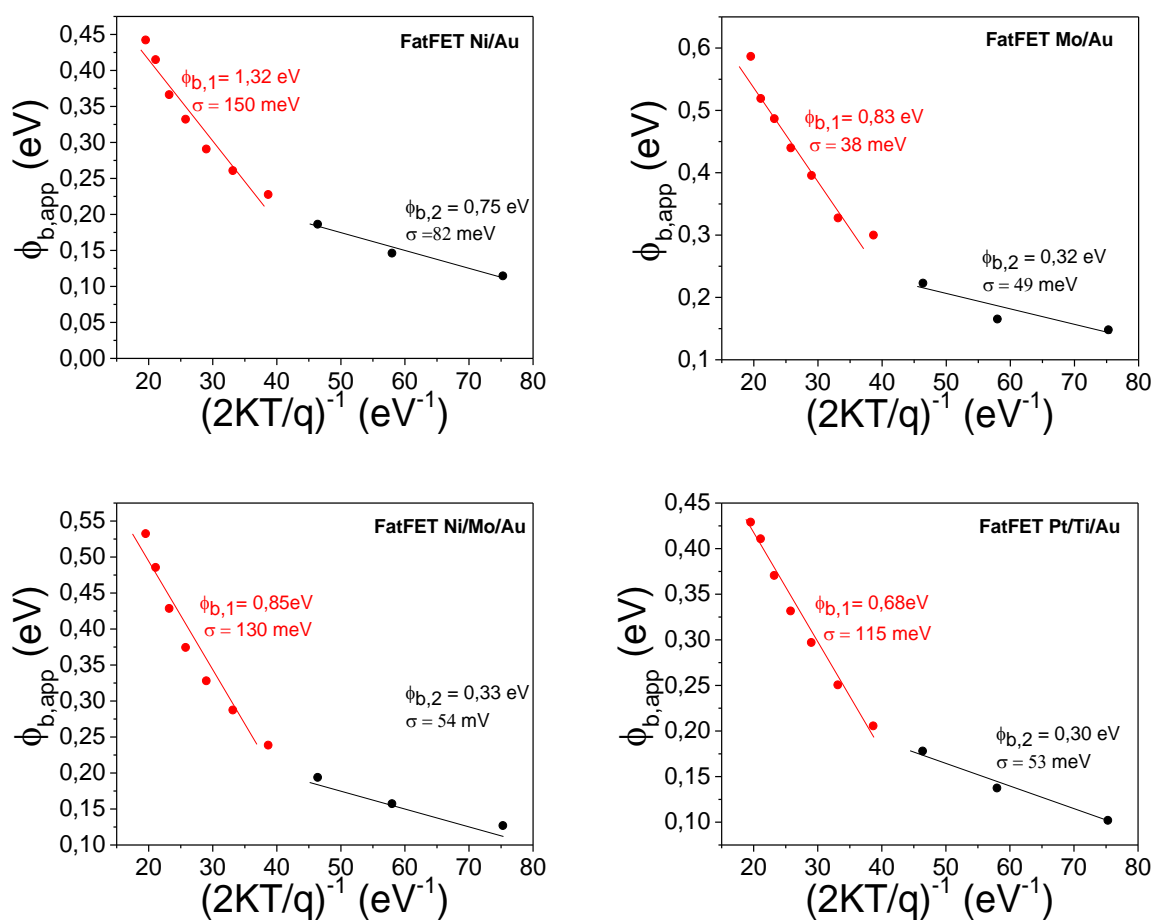 FatFET Ni/Au
ϕb,app (eV)
0,45
0,40
0,35
0,30
0,25
0,20
0,15
0,10
0,05
0,00
ϕb,1= 1,32 eV
σ = 150 meV
ϕb,2 = 0,75 eV
σ =82 meV
20 30 40 50 60 70 80
(2KT/q)-1 (eV-1)
FatFET Mo/Au
ϕb,app (eV)
0,6
0,5
0,4
0,3
0,2
0,1
ϕb,1= 0,83 eV
σ = 38 meV
ϕb,2 = 0,32 eV
σ = 49 meV
20 30 40 50 60 70 80
(2KT/q)-1 (eV-1)
FatFET Ni/Mo/Au
ϕb,app (eV)
0,55
0,50
0,45
0,40
0,35
0,30
0,25
0,20
0,15
0,10
ϕb,1= 0,85eV
σ = 130 meV
ϕb,2 = 0,33 eV
σ = 54 mV
20 30 40 50 60 70 80
(2KT/q)-1 (eV-1)
FatFET Pt/Ti/Au
ϕb,app (eV)
0,45
0,40
0,35
0,30
0,25
0,20
0,15
0,10
ϕb,1= 0,68eV
σ = 115 meV
ϕb,2 = 0,30 eV
σ = 53 meV
20 30 40 50 60 70 80
(2KT/q)-1 (eV-1)